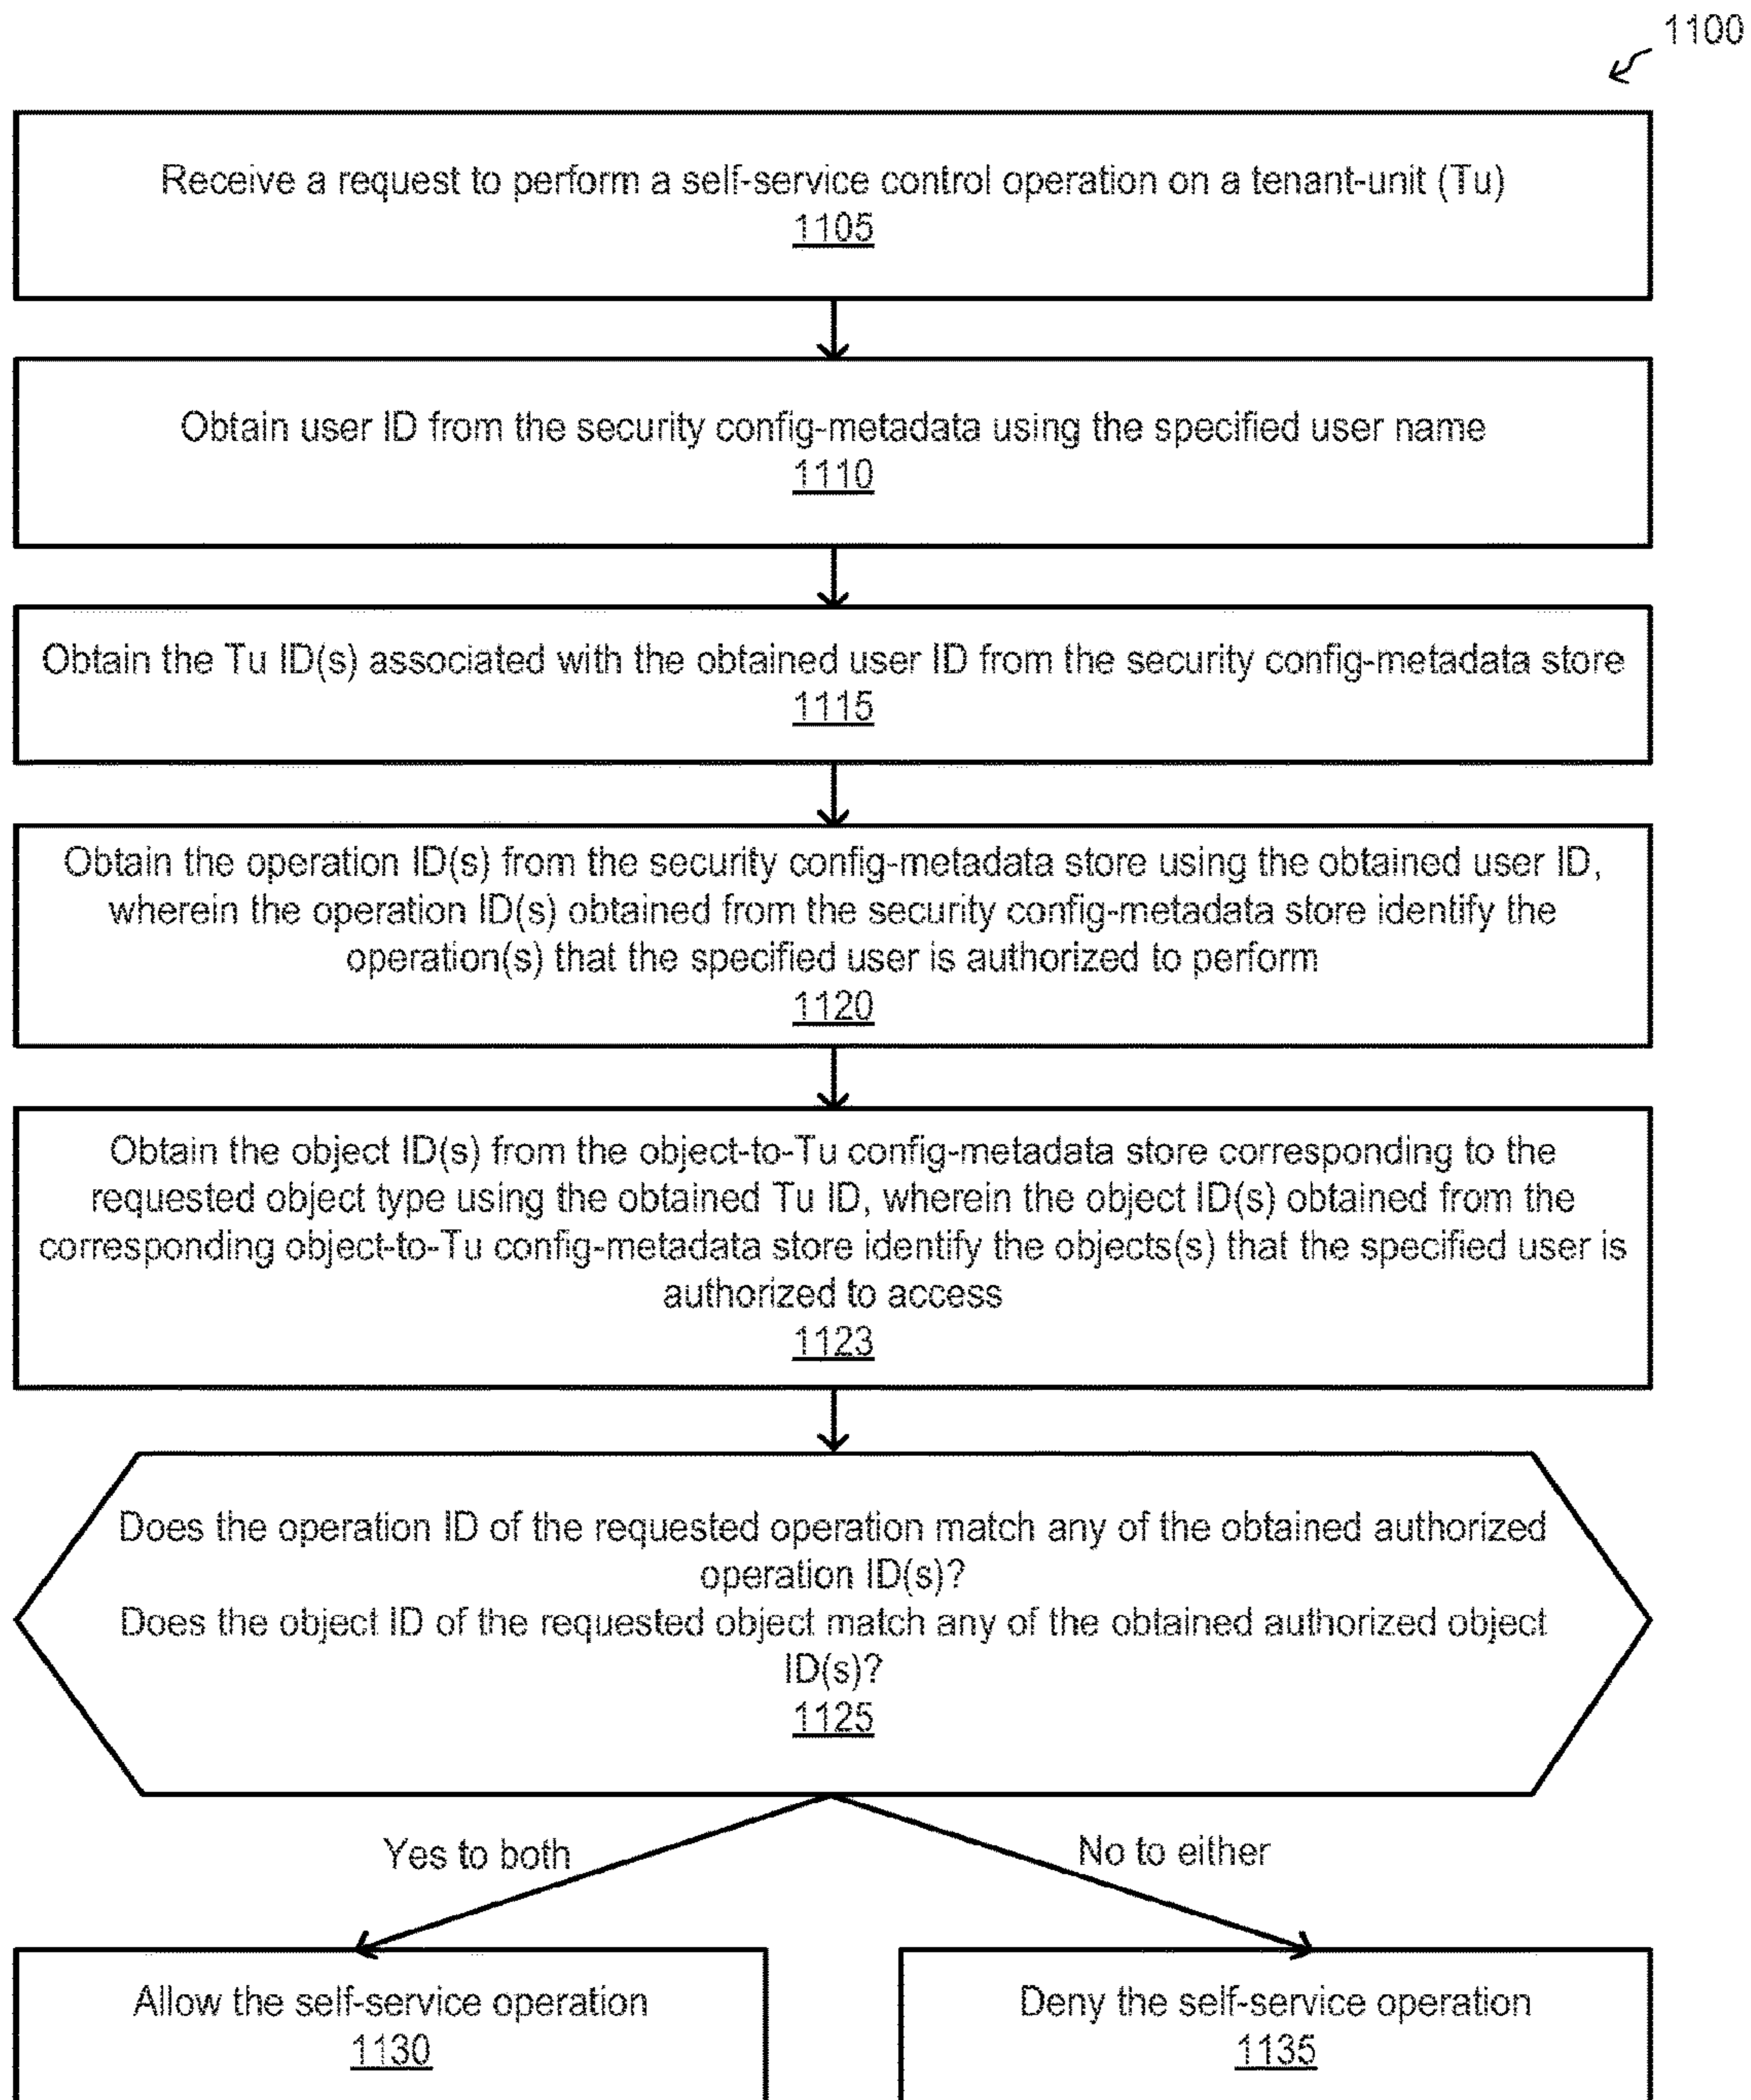 1100
Receive a request to perform a self-service control operation on a tenant-unit (Tu)
1105
Obtain user ID from the security config-metadata using the specified user name
1110
Obtain the Tu ID(s) associated with the obtained user ID from the security config-metadata store
1115
Obtain the operation ID(s) from the security config-metadata store using the obtained user ID,
wherein the operation ID(s) obtained from the security config-metadata store identify the
operation(s) that the specified user is authorized to perform
1120
Obtain the object ID(s) from the object-to-Tu config-metadata store corresponding to the
requested object type using the obtained Tu ID, wherein the object ID(s) obtained from the
corresponding object-to-Tu config-metadata store identify the objects(s) that the specified user is
authorized to access
1123
Does the operation ID of the requested operation match any of the obtained authorized
operation ID(s)?
Does the object ID of the requested object match any of the obtained authorized object
ID(s)?
1125
Yes to both
No to either
Allow the self-service operation
1130
Deny the self-service operation
1135